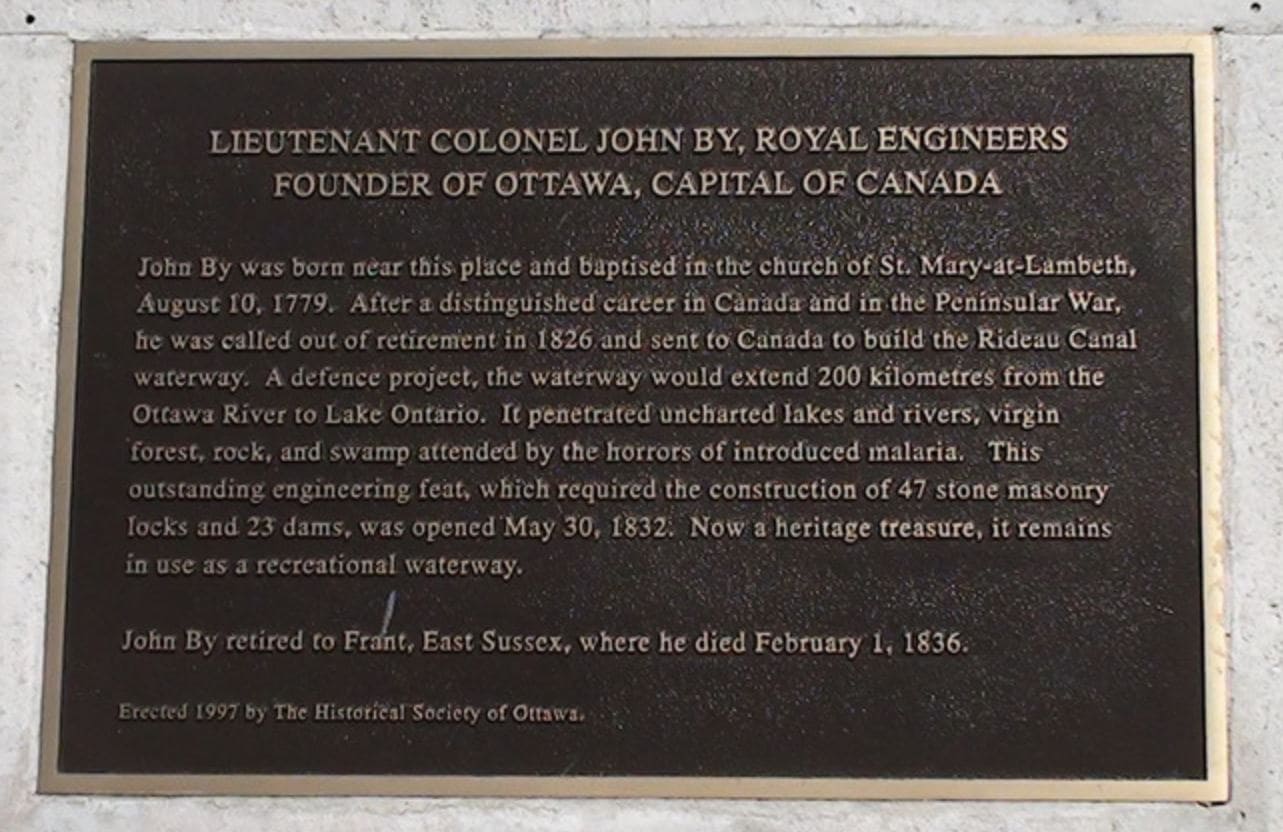 LIEUTENANT COLONEL JOHN BY, ROYAL ENGINEERS
FOUNDER OF OTTAWA, CAPITAL OF CANADA
John By was born near this place and baptised in the church of St. Mary-at-Lambeth,
August 10, 1779. After a distinguished career in Canada and in the Peninsular War,
he was called out of retirement in 1826 and sent to Canada to build the Rideau Canal
waterway. A defence project, the waterway would extend 200 kilometres from the
Ottawa River to Lake Ontario. It penetrated uncharted lakes and rivers, virgin
forest, rock, and swamp attended by the horrors of introduced malaria. This
outstanding engineering feat, which required the construction of 47 stone masonry
locks and 23 dams, was opened May 30, 1832. Now a heritage treasure, it remains
in use as a recreational waterway.
John By retired to Frant, East Sussex, where he died February 1, 1836.
Erected 1997 by The Historical Society of Ottawa.